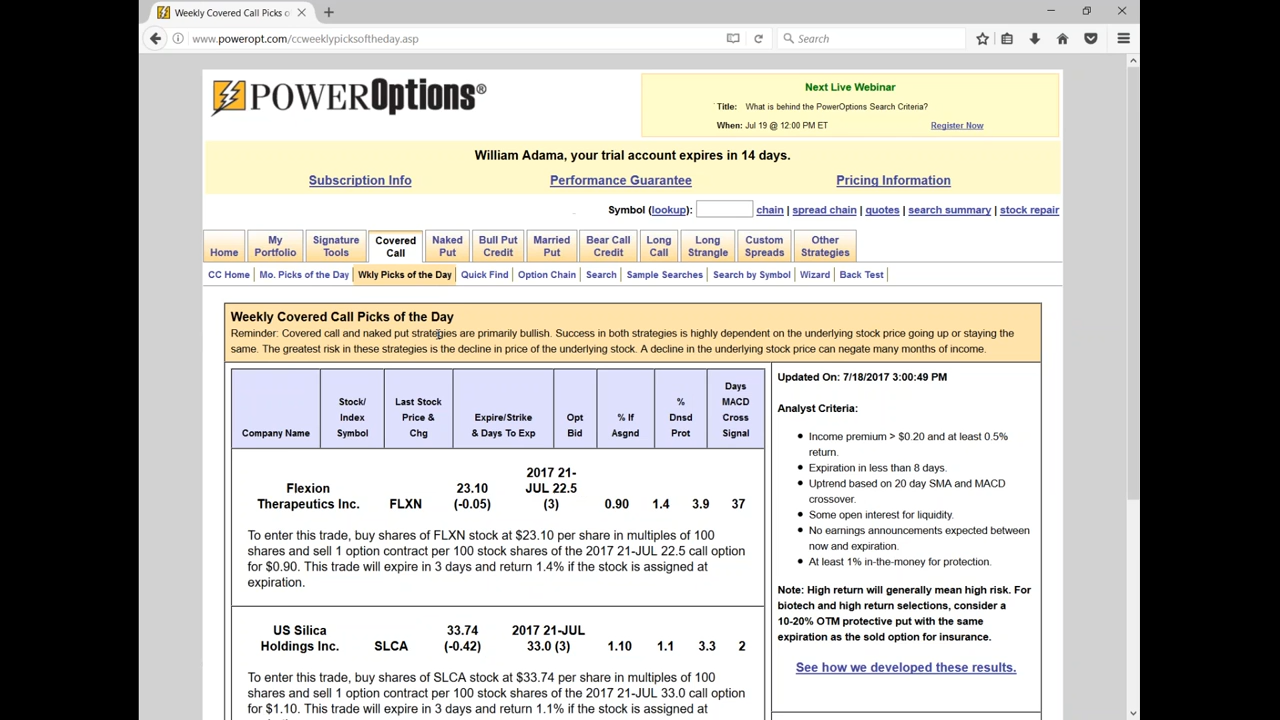 Weekly Covered Call Picks o
www.poweropt.com/ccweeklypicksoftheday.asp
Search
POWEROptions®
Next Live Webinar
Title: What is behind the PowerOptions Search Criteria?
When: Jul 19 @ 12:00 PM ET Register Now
William Adama, your trial account expires in 14 days.
Subscription Info Performance Guarantee Pricing Information
Symbol (lookup): chain | spread chain | quotes | search summary | stock repair
Home
My Portfolio
Signature Tools
Covered Call
Naked Put
Bull Put Credit
Married Put
Bear Call Credit
Long Call
Long Strangle
Custom Spreads
Other Strategies
CC Home | Mo. Picks of the Day | Wkly Picks of the Day | Quick Find | Option Chain | Search | Sample Searches | Search by Symbol | Wizard | Back Test |
Weekly Covered Call Picks of the Day
Reminder: Covered call and naked put strategies are primarily bullish. Success in both strategies is highly dependent on the underlying stock price going up or staying the
same. The greatest risk in these strategies is the decline in price of the underlying stock. A decline in the underlying stock price can negate many months of income.
Company Name
Stock/ Index Symbol
Last Stock Price & Chg
Expire/Strike & Days To Exp
Opt Bid
% If Asgnd
% Dnsd Prot
Days MACD Cross Signal
Flexion Therapeutics Inc.
FLXN
23.10 (-0.05)
2017 21-JUL 22.5 (3)
0.90
1.4
3.9
37
To enter this trade, buy shares of FLXN stock at $23.10 per share in multiples of 100
shares and sell 1 option contract per 100 stock shares of the 2017 21-JUL 22.5 call option
for $0.90. This trade will expire in 3 days and return 1.4% if the stock is assigned at
expiration.
US Silica Holdings Inc.
SLCA
33.74 (-0.42)
2017 21-JUL 33.0 (3)
1.10
1.1
3.3
2
To enter this trade, buy shares of SLCA stock at $33.74 per share in multiples of 100
shares and sell 1 option contract per 100 stock shares of the 2017 21-JUL 33.0 call option
for $1.10. This trade will expire in 3 days and return 1.1% if the stock is assigned at
Updated On: 7/18/2017 3:00:49 PM
Analyst Criteria:
• Income premium > $0.20 and at least 0.5%
return.
• Expiration in less than 8 days.
• Uptrend based on 20 day SMA and MACD
crossover.
• Some open interest for liquidity.
• No earnings announcements expected between
now and expiration.
• At least 1% in-the-money for protection.
Note: High return will generally mean high risk. For
biotech and high return selections, consider a
10-20% OTM protective put with the same
expiration as the sold option for insurance.
See how we developed these results.